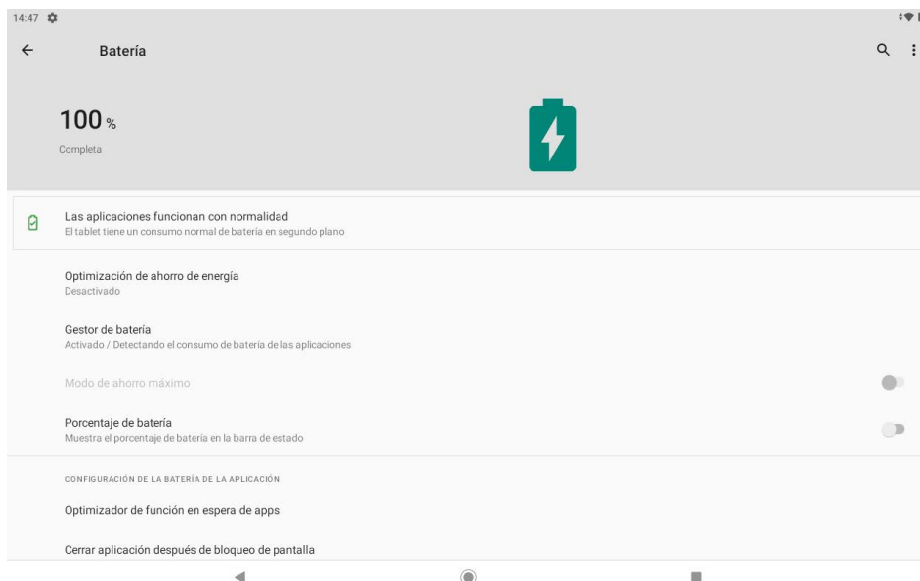 14:47
Batería
100 %
Completa
Las aplicaciones funcionan con normalidad
El tablet tiene un consumo normal de batería en segundo plano
Optimización de ahorro de energía
Desactivado
Gestor de batería
Activado / Detectando el consumo de batería de las aplicaciones
Modo de ahorro máximo
Porcentaje de batería
Muestra el porcentaje de batería en la barra de estado
CONFIGURACIÓN DE LA BATERÍA DE LA APLICACIÓN
Optimizador de función en espera de apps
Cerrar aplicación después de bloqueo de pantalla